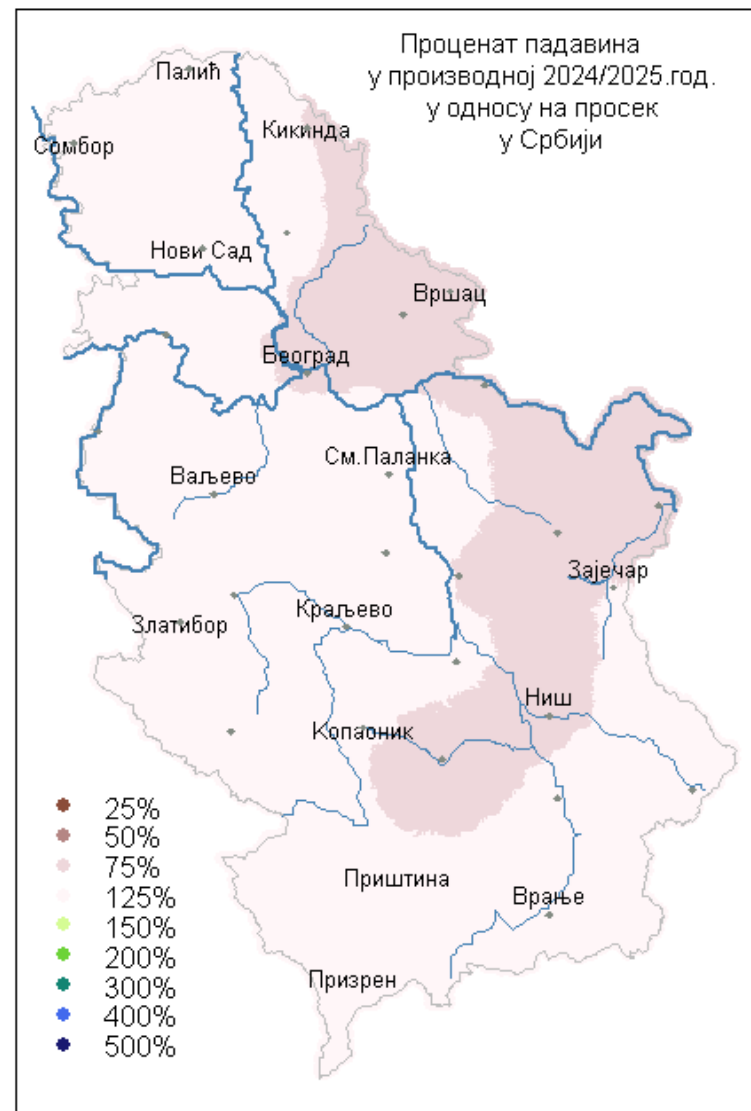 Проценат падавина
у производној 2024/2025.год.
у односу на просек
у Србији
Палић
Кикинда
Сомбор
Нови Сад
Вршац
Београд
См.Паланка
Ваљево
Зајечар
Златибор
Краљево
Ниш
Копаоник
Приштина
Врање
Призрен
25%
50%
75%
125%
150%
200%
300%
400%
500%